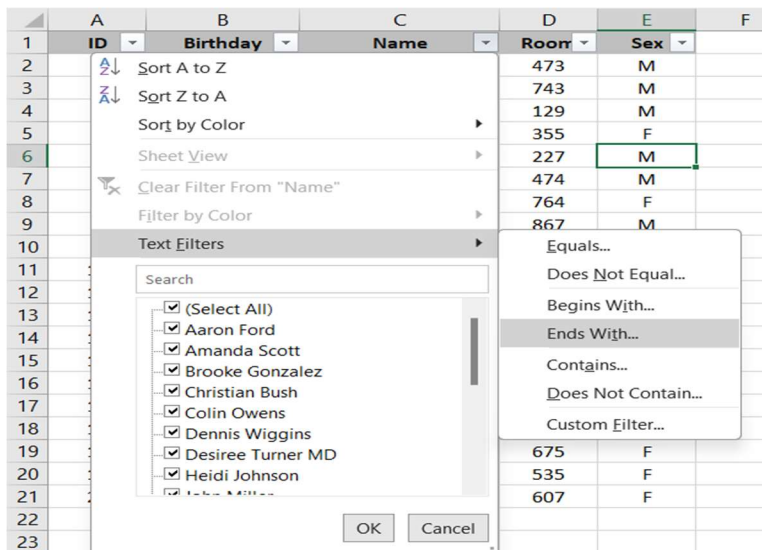 A B C D E F
1 ID Birthday Name Room Sex
2 Sort A to Z 473 M
3 Sort Z to A 743 M
4 129 M
Sort by Color
5 355 F
6 Sheet View 227 M
7 Clear Filter From "Name" 474 M
8 764 F
Filter by Color
9 867 M
10 Text Filters Equals...
11 Search Does Not Equal...
12
(Select All) Begins With...
13 Aaron Ford
14 Amanda Scott Ends With...
15 Brooke Gonzalez Contains...
16 Christian Bush Does Not Contain...
17 Colin Owens
18 Dennis Wiggins Custom Filter...
19 Desiree Turner MD 675 F
20 Heidi Johnson 535 F
21 John Miller 607 F
22 OK Cancel
23